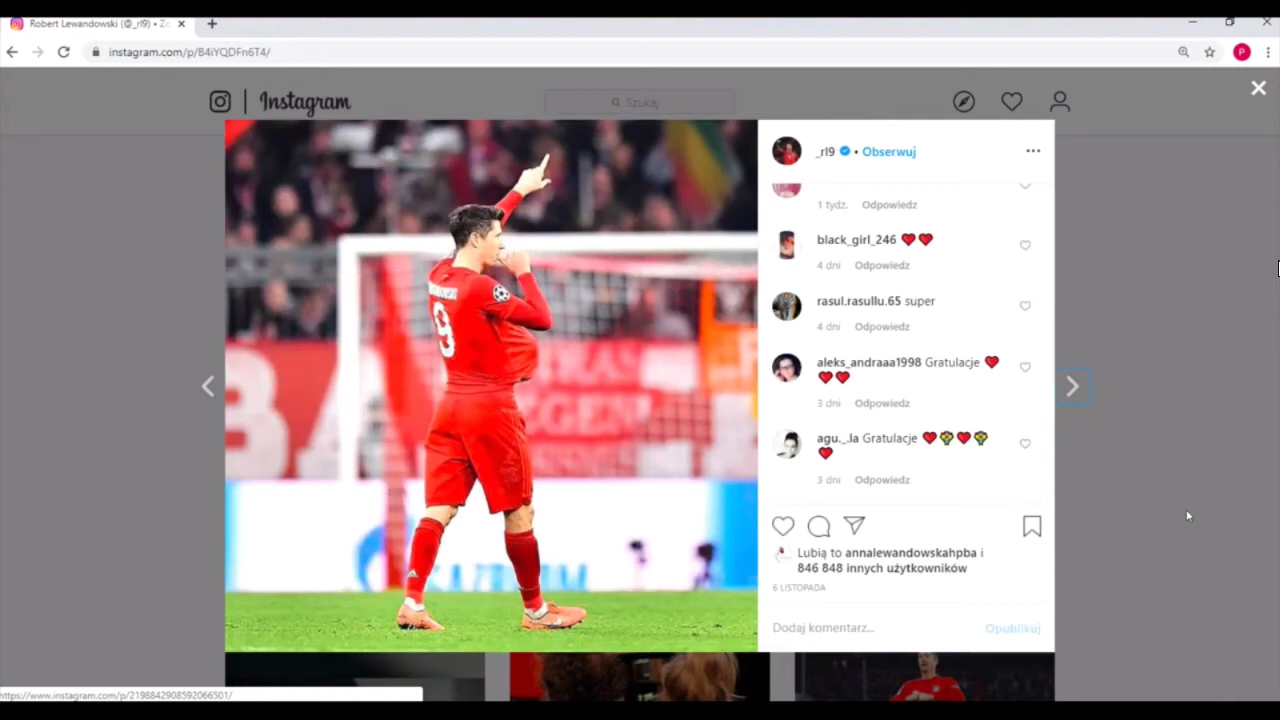 Robert Lewandowski (@_rl9) • Z
instagram.com/p/B4iYQDFn6T4/
P
Instagram
Szukaj
_rl9 • Obserwuj
1 tydz. Odpowiedz
black_girl_246 ❤️❤️
4 dni Odpowiedz
rasul.rasullu.65 super
4 dni Odpowiedz
aleks_andraaa1998 Gratulacje ❤️
❤️❤️
3 dni Odpowiedz
agu._.la Gratulacje ❤️💐❤️💐
❤️
3 dni Odpowiedz
Lubią to annalewandowskahpba i
846 848 innych użytkowników
6 LISTOPADA
Dodaj komentarz...
Opublikuj
9
https://www.instagram.com/p/2198842908592066501/